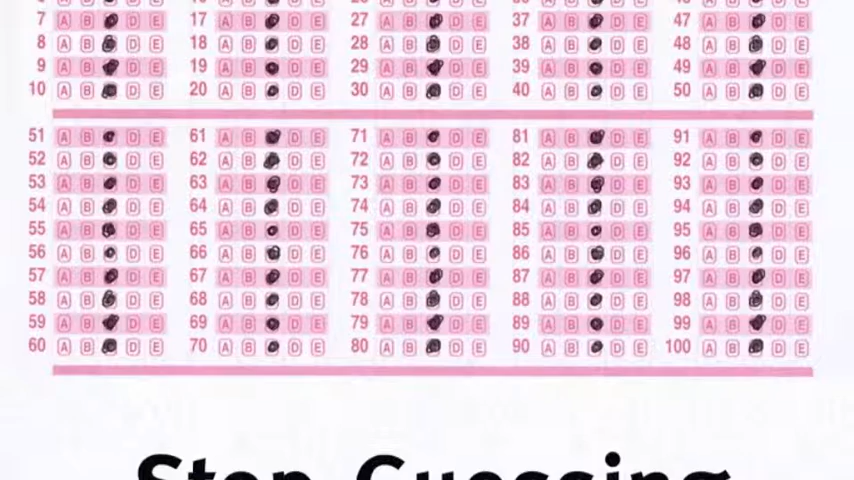 7 A B D E 17 A B D E 27 A B D E 37 A B D E 47 A B D E
8 A B D E 18 A B D E 28 A B D E 38 A B D E 48 A B D E
9 A B D E 19 A B D E 29 A B D E 39 A B D E 49 A B D E
10 A B D E 20 A B D E 30 A B D E 40 A B D E 50 A B D E
51 A B D E 61 A B D E 71 A B D E 81 A B D E 91 A B D E
52 A B D E 62 A B D E 72 A B D E 82 A B D E 92 A B D E
53 A B D E 63 A B D E 73 A B D E 83 A B D E 93 A B D E
54 A B D E 64 A B D E 74 A B D E 84 A B D E 94 A B D E
55 A B D E 65 A B D E 75 A B D E 85 A B D E 95 A B D E
56 A B D E 66 A B D E 76 A B D E 86 A B D E 96 A B D E
57 A B D E 67 A B D E 77 A B D E 87 A B D E 97 A B D E
58 A B D E 68 A B D E 78 A B D E 88 A B D E 98 A B D E
59 A B D E 69 A B D E 79 A B D E 89 A B D E 99 A B D E
60 A B D E 70 A B D E 80 A B D E 90 A B D E 100 A B D E
Stop Guessing